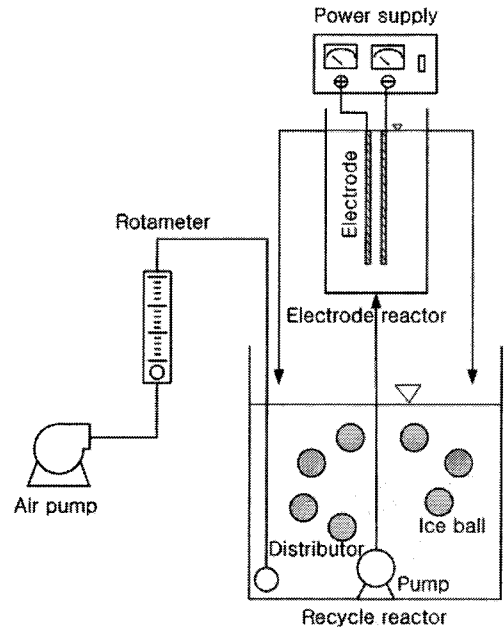 Power supply
Electrode
Rotameter
Electrode reactor
Air pump
Ice ball
Distributor
Pump
Recycle reactor